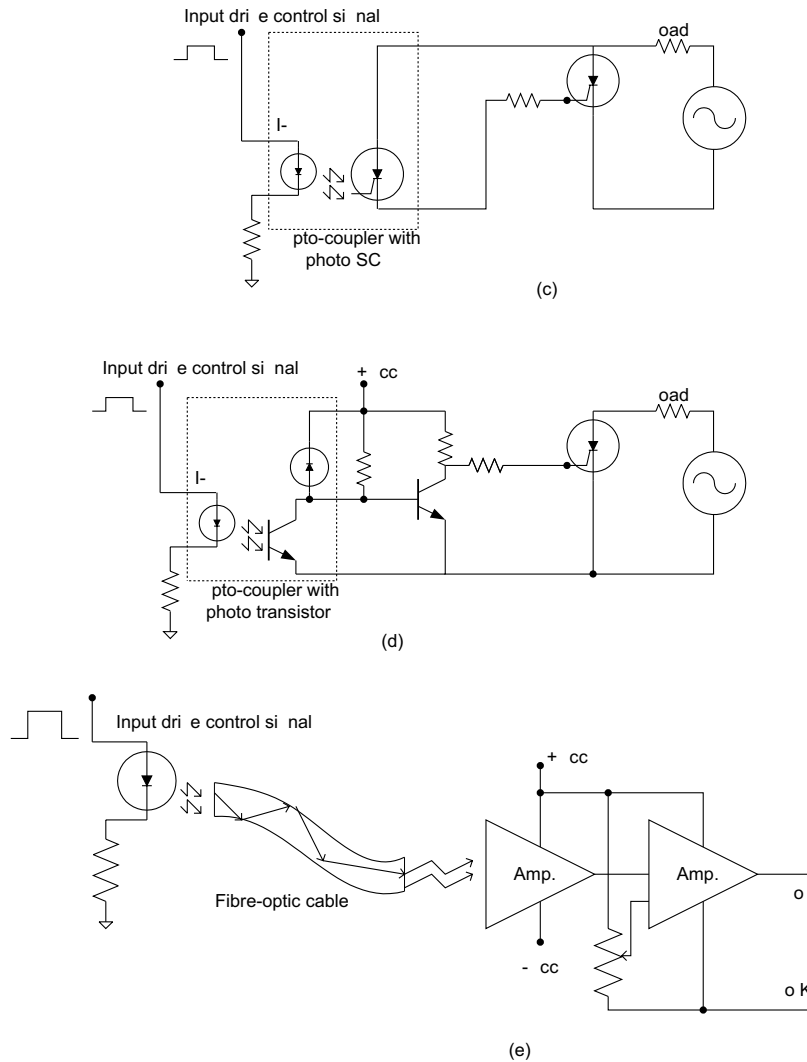 Input dri e control si nal
oad
I-
pto-coupler with
photo SC
(c)
Input dri e control si nal
+ cc
oad
I-
pto-coupler with
photo transistor
(d)
Input dri e control si nal
+ cc
Amp.
Amp.
Fibre-optic cable
o
- cc
o K
(e)